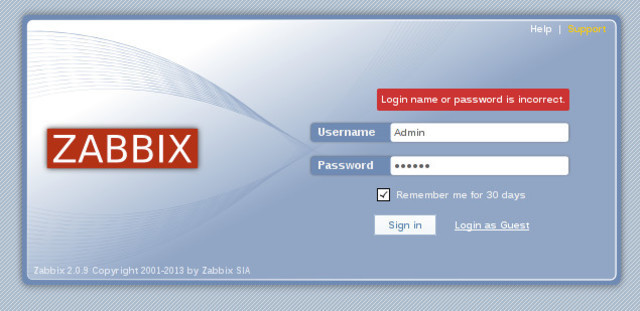 Help | Support
Login name or password is incorrect.
ZABBIX
Username Admin
Password ••••••
Remember me for 30 days
Sign in Login as Guest
Zabbix 2.0.9 Copyright 2001-2013 by Zabbix SIA